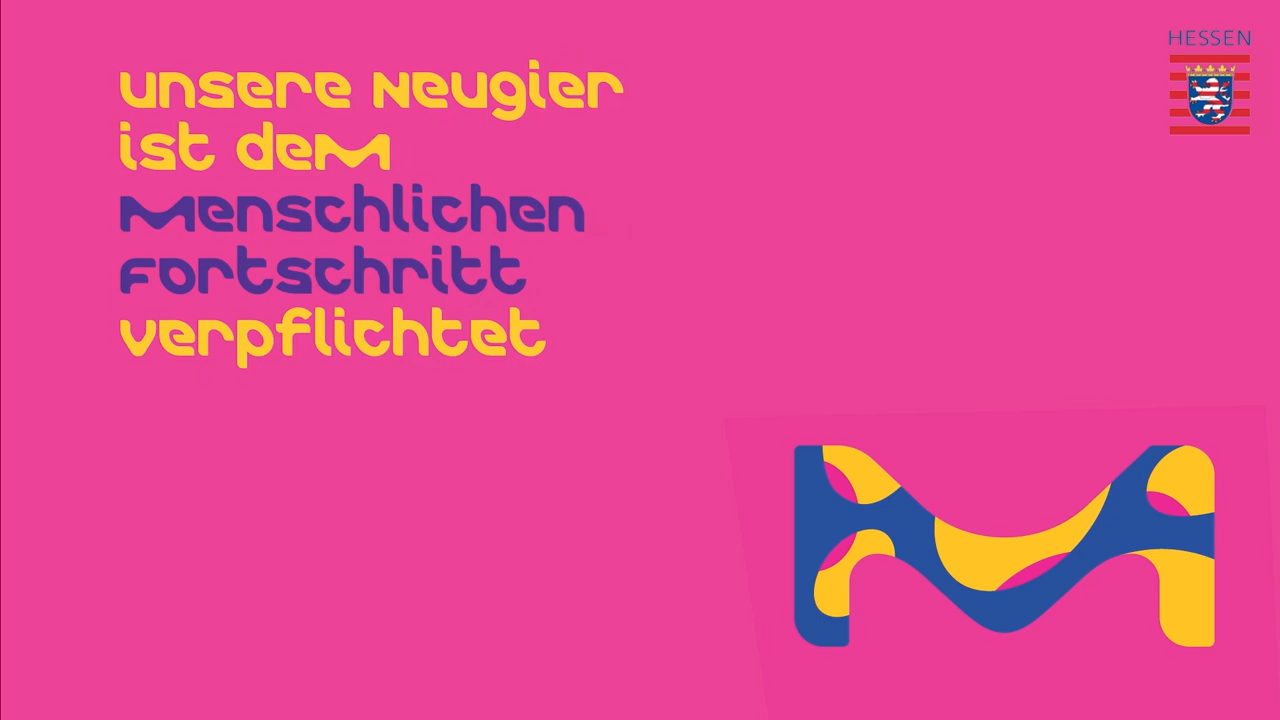 unsere Neugier
ist deM
Menschlichen
Fortschritt
verpflichtet
HESSEN